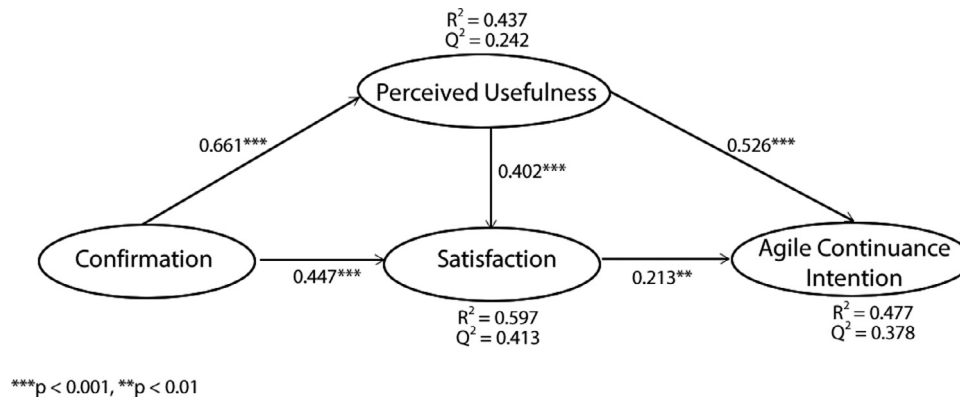 R² = 0.437
Q² = 0.242
Perceived Usefulness
0.661***
0.526***
0.402***
Confirmation
Satisfaction
Agile Continuance
Intention
0.447***
0.213**
R² = 0.597
Q² = 0.413
R² = 0.477
Q² = 0.378
***p < 0.001, **p < 0.01